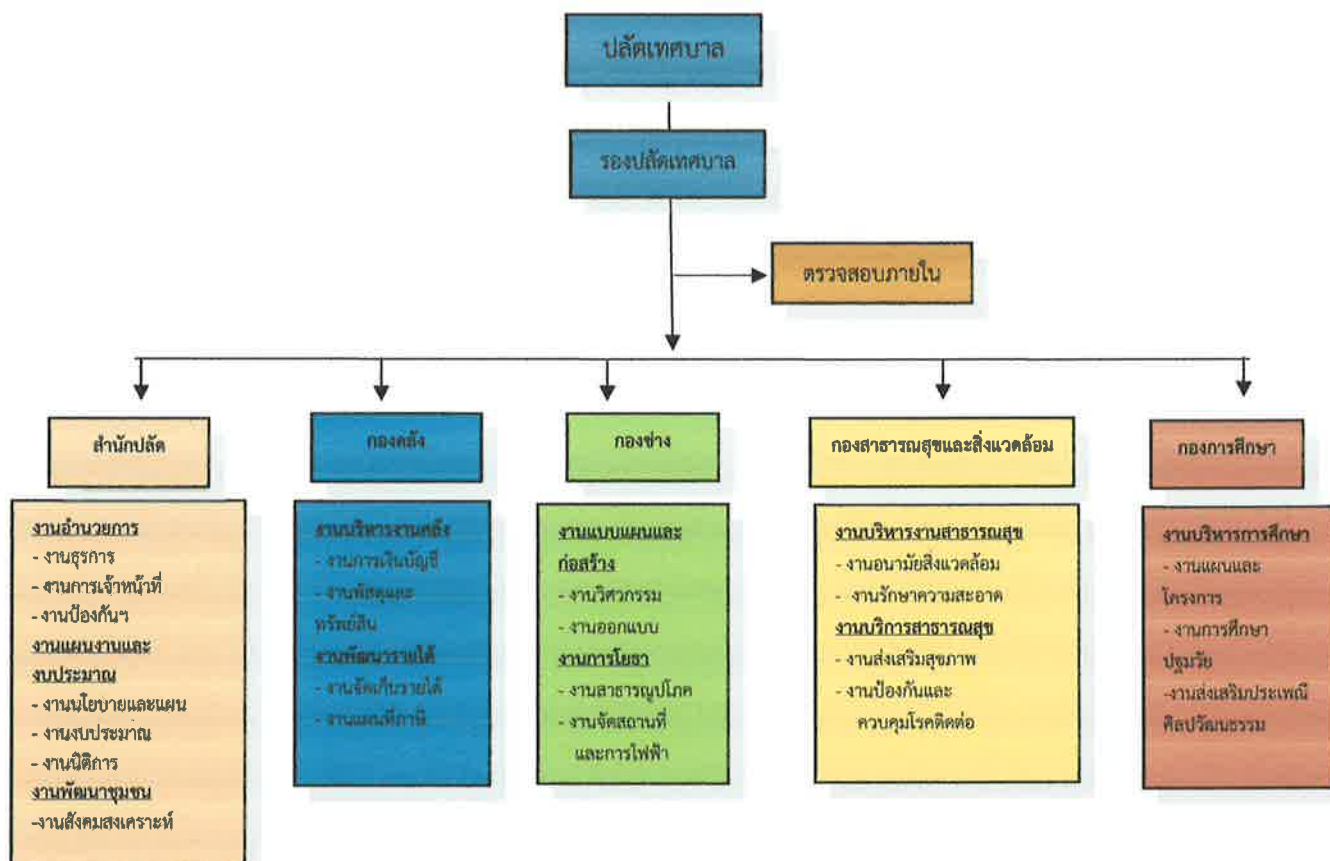 ปลัดเทศบาล
รองปลัดเทศบาล
ตรวจสอบภายใน
สำนักปลัด
งานอำนวยการ
- งานธุรการ
- งานการเจ้าหน้าที่
- งานป้องกันฯ
งานแผนงานและ
งบประมาณ
- งานนโยบายและแผน
- งานงบประมาณ
- งานนิติการ
งานพัฒนาชุมชน
-งานสังคมสงเคราะห์
กองคลัง
งานบริหารงานคลัง
- งานการเงินบัญชี
- งานพัสดุและ
ทรัพย์สิน
งานพัฒนารายได้
- งานจัดเก็บรายได้
- งานแผนที่ภาษี
กองช่าง
งานแบบแผนและ
ก่อสร้าง
- งานวิศวกรรม
- งานออกแบบ
งานการโยธา
- งานสาธารณูปโภค
- งานจัดสถานที่
และการไฟฟ้า
กองสาธารณสุขและสิ่งแวดล้อม
งานบริหารงานสาธารณสุข
- งานอนามัยสิ่งแวดล้อม
- งานรักษาความสะอาด
งานบริการสาธารณสุข
- งานส่งเสริมสุขภาพ
- งานป้องกันและ
ควบคุมโรคติดต่อ
กองการศึกษา
งานบริหารการศึกษา
- งานแผนและ
โครงการ
- งานการศึกษา
ปฐมวัย
-งานส่งเสริมประเพณี
ศิลปวัฒนธรรม